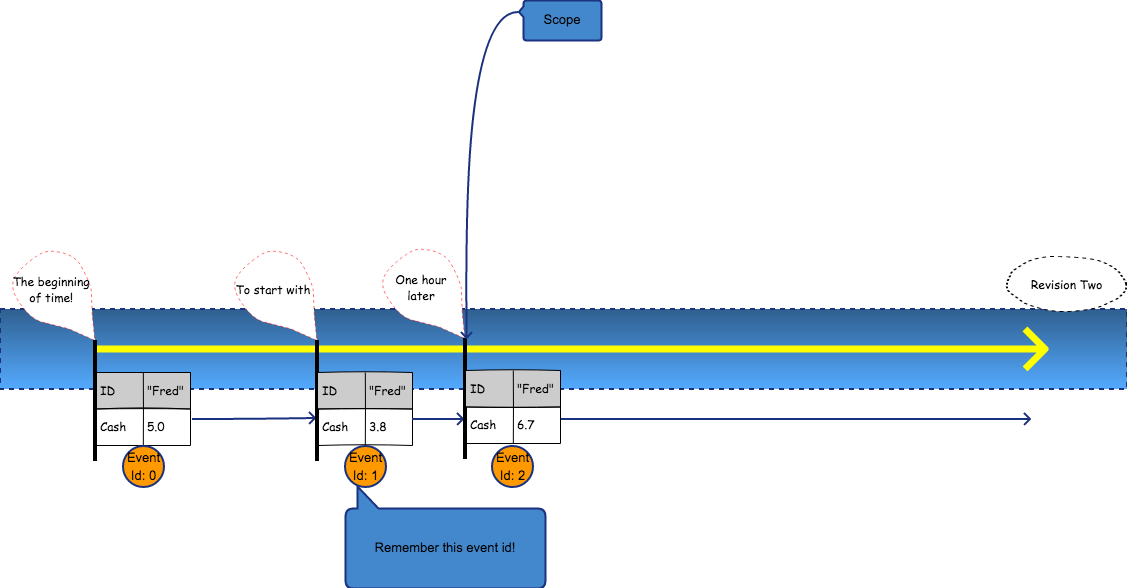 Scope
The beginning
of time!
To start with
One hour
later
Revision Two
ID "Fred"
Cash 5.0
ID "Fred"
Cash 3.8
ID "Fred"
Cash 6.7
Event
Id: 0
Event
Id: 1
Event
Id: 2
Remember this event id!